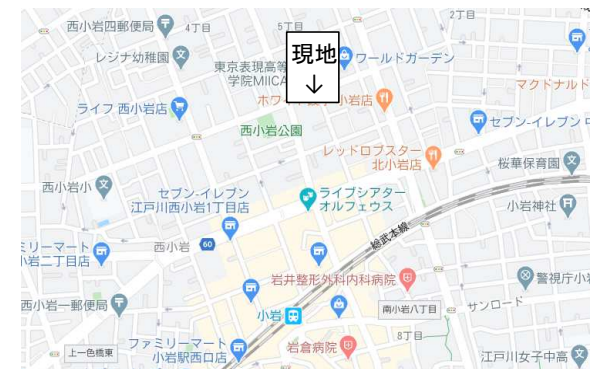 2丁目
西小岩四郵便局
4丁目
5丁目
現地
↓
レジナ幼稚園
東京表現高等
学院MIICA
ワールドガーデン
マクドナルド
ライフ 西小岩店
小岩店
セブン-イレブン
西小岩公園
レッドロブスター
北小岩店
桜華保育園
西小岩小
セブン-イレブン
江戸川西小岩1丁目店
ライブシアター
オルフェウス
小岩神社
総武本線
ミリーマート
小岩二丁目店
西小岩
60
岩井整形外科内科病院
警視庁小
西小岩一郵便局
小岩
南小岩八丁目
サンロード
8丁目
ファミリーマート
小岩駅西口店
上一色橋東
岩倉病院
江戸川女子中高